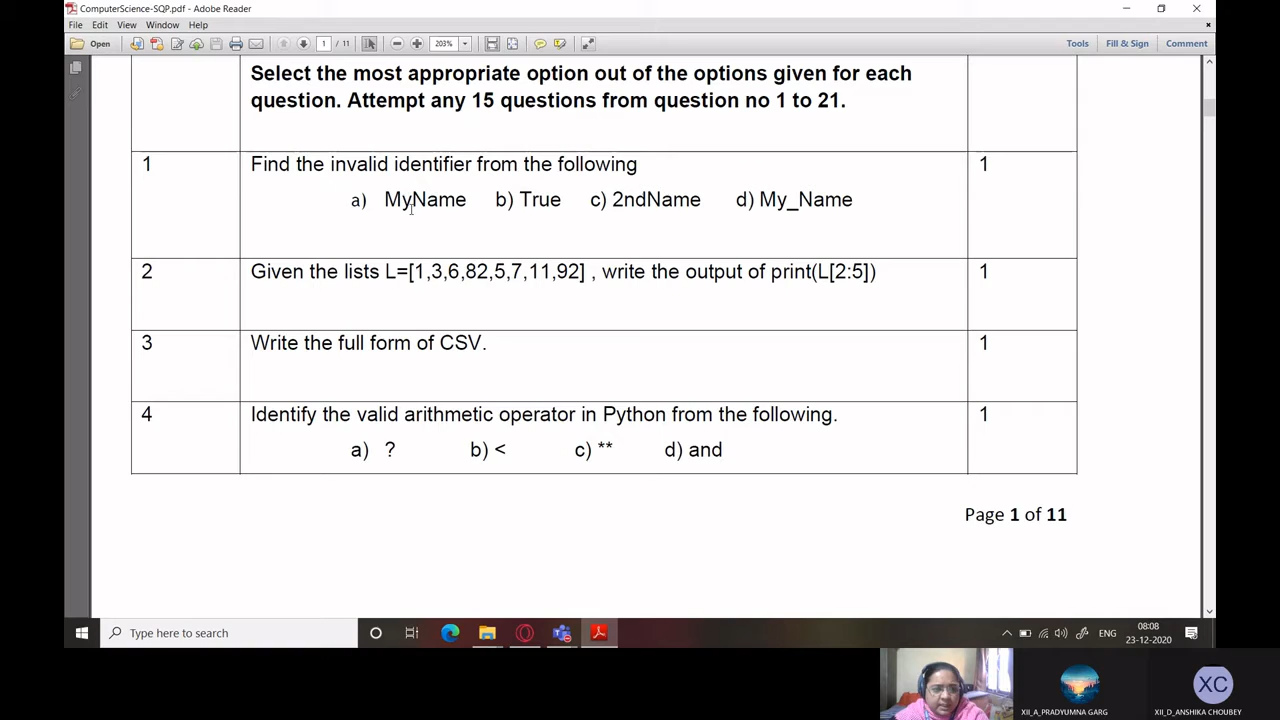 ComputerScience-SQP.pdf - Adobe Reader
File Edit View Window Help
Open 1 / 11 203% Tools Fill & Sign Comment
Select the most appropriate option out of the options given for each
question. Attempt any 15 questions from question no 1 to 21.
1 Find the invalid identifier from the following 1
a) MyName b) True c) 2ndName d) My_Name
2 Given the lists L=[1,3,6,82,5,7,11,92] , write the output of print(L[2:5]) 1
3 Write the full form of CSV. 1
4 Identify the valid arithmetic operator in Python from the following. 1
a) ? b) < c) ** d) and
Page 1 of 11
Type here to search
ENG
08:08
23-12-2020
XC
XII_A_PRADYUMNA GARG
XII_D_ANSHIKA CHOUBEY